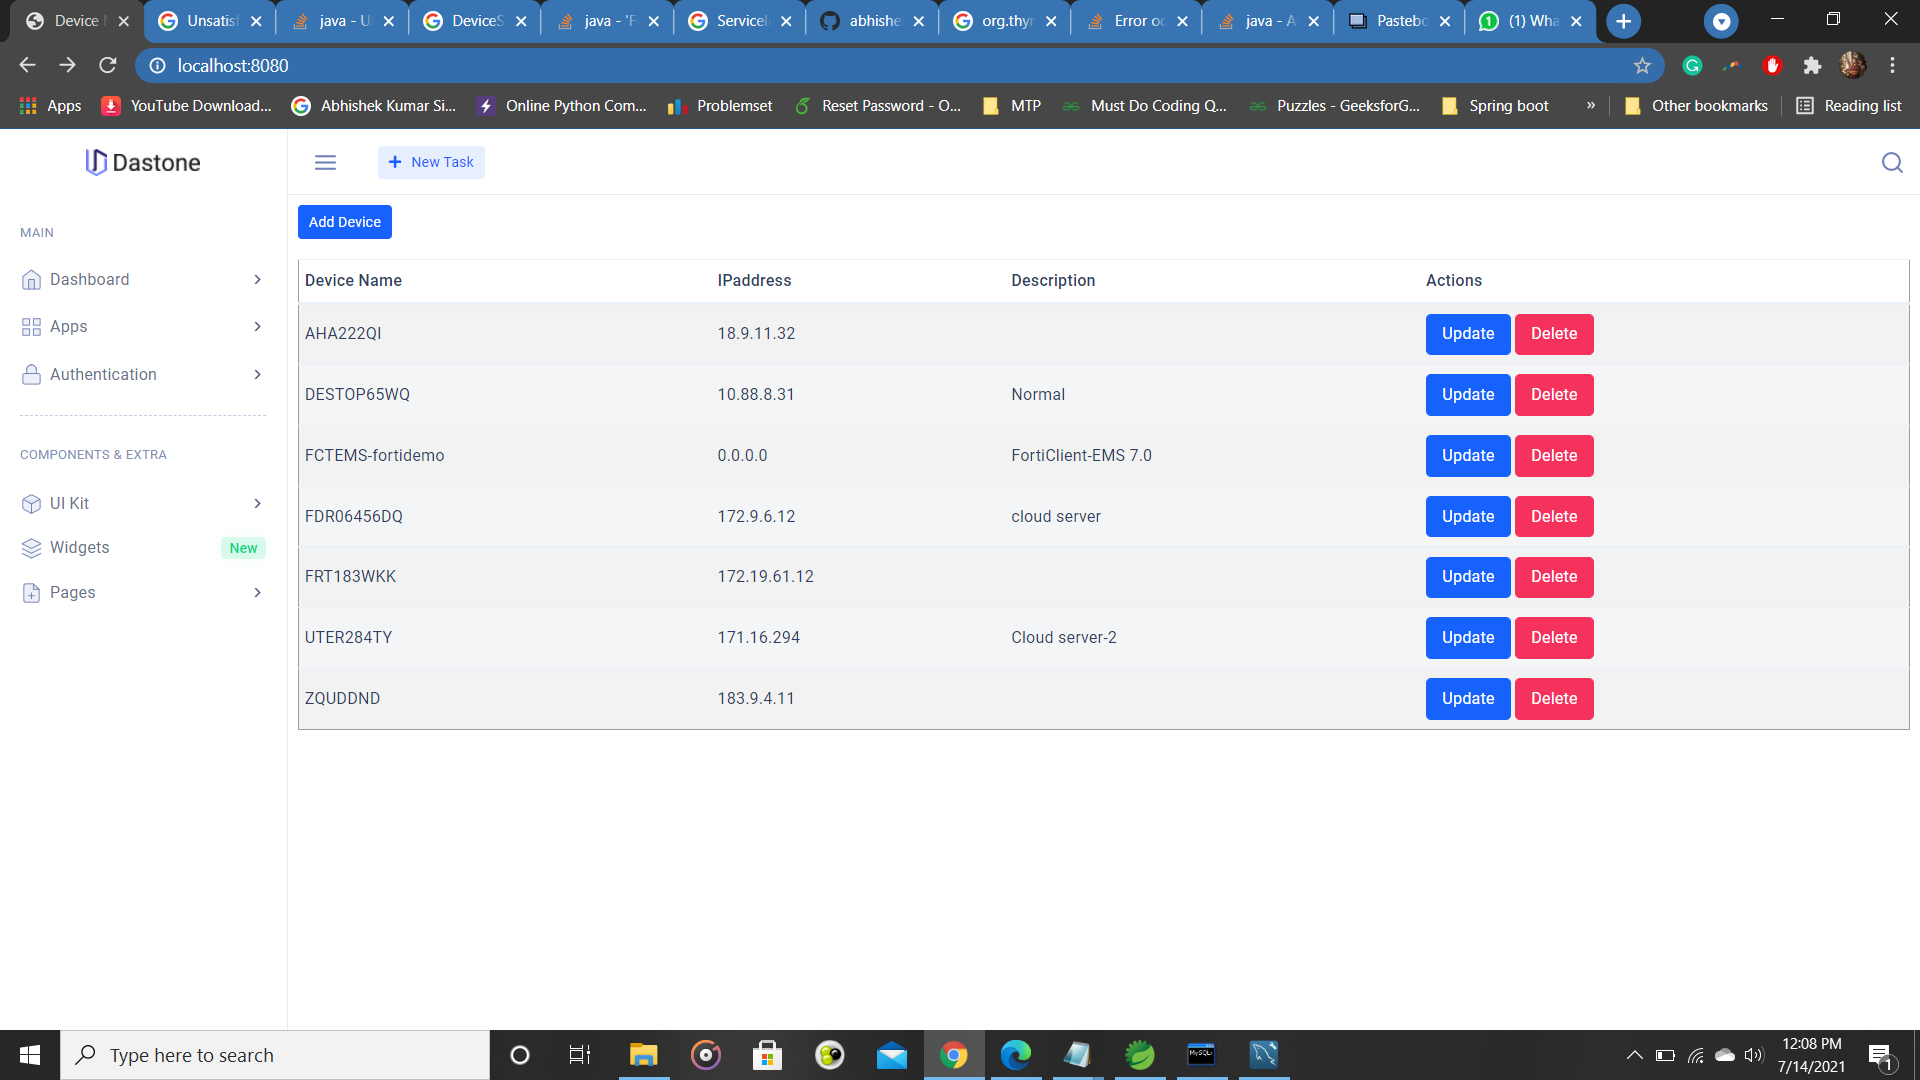 Device Unsatisf java - U DeviceS java - 'F ServiceI abhishe org.thyr Error oc java - A Pastebo (1) Wha
localhost:8080
Apps YouTube Download... Abhishek Kumar Si... Online Python Com... Problemset Reset Password - O... MTP Must Do Coding Q... Puzzles - GeeksforG... Spring boot » Other bookmarks Reading list
Dastone
+ New Task
Add Device
MAIN
Dashboard
Apps
Authentication
COMPONENTS & EXTRA
UI Kit
Widgets New
Pages
Device Name IPaddress Description Actions
AHA222QI 18.9.11.32 Update Delete
DESTOP65WQ 10.88.8.31 Normal Update Delete
FCTEMS-fortidemo 0.0.0.0 FortiClient-EMS 7.0 Update Delete
FDR06456DQ 172.9.6.12 cloud server Update Delete
FRT183WKK 172.19.61.12 Update Delete
UTER284TY 171.16.294 Cloud server-2 Update Delete
ZQUDDND 183.9.4.11 Update Delete
Type here to search
MySQL
12:08 PM
7/14/2021
1